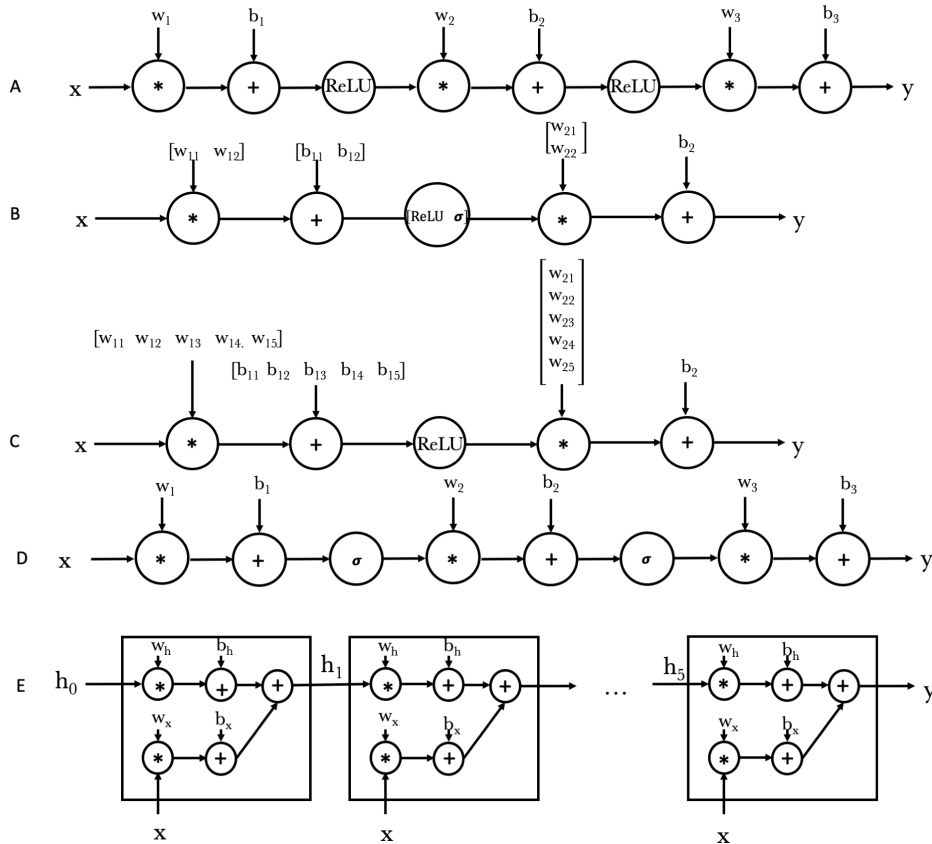 w₁ b₁ w₂ b₂ w₃ b₃
A x * + ReLU * + ReLU * + y
[w₁₁ w₁₂] [b₁₁ b₁₂] [w₂₁ w₂₂] b₂
B x * + [ReLU σ] * + y
[w₁₁ w₁₂ w₁₃ w₁₄. w₁₅]
[b₁₁ b₁₂ b₁₃ b₁₄ b₁₅]
w₂₁
w₂₂
w₂₃
w₂₄
w₂₅
b₂
C x * + ReLU * + y
w₁ b₁ w₂ b₂ w₃ b₃
D x * + σ * + σ * + y
wₕ bₕ wₕ bₕ wₕ bₕ
E h₀ * + + h₁ * + + ... h₅ * + + y
wₓ bₓ wₓ bₓ wₓ bₓ
* + * + * +
x x x